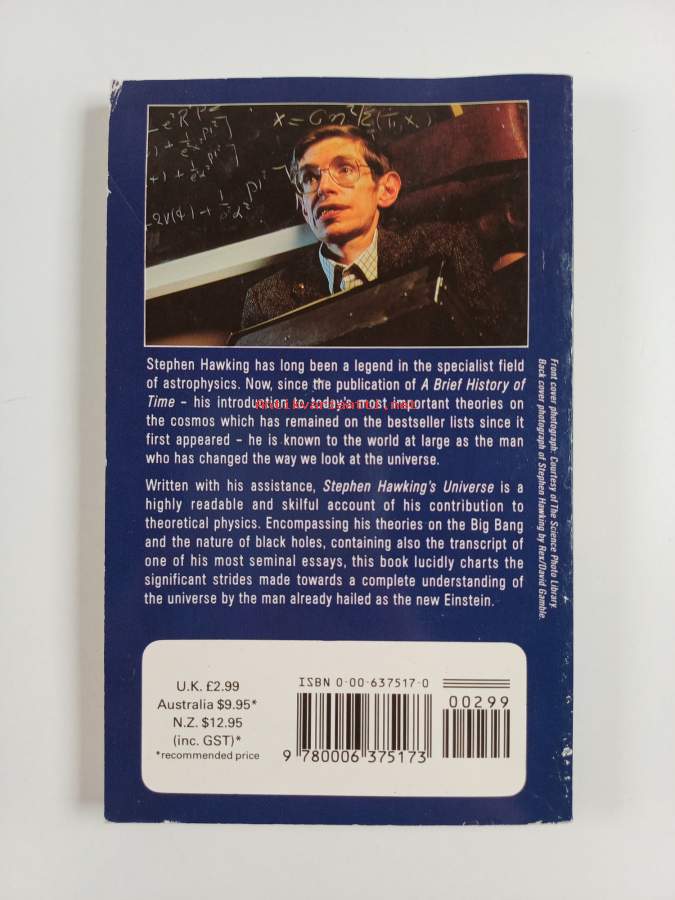 x = Gπ²/2(π,x)
Stephen Hawking has long been a legend in the specialist field
of astrophysics. Now, since the publication of A Brief History of
Time – his introduction to today's most important theories on
the cosmos which has remained on the bestseller lists since it
first appeared – he is known to the world at large as the man
who has changed the way we look at the universe.
Written with his assistance, Stephen Hawking's Universe is a
highly readable and skilful account of his contribution to
theoretical physics. Encompassing his theories on the Big Bang
and the nature of black holes, containing also the transcript of
one of his most seminal essays, this book lucidly charts the
significant strides made towards a complete understanding of
the universe by the man already hailed as the new Einstein.
Front cover photograph: Courtesy of The Science Photo Library.
Back cover photograph of Stephen Hawking by Rex/David Gamble.
U.K. £2.99
Australia $9.95*
N.Z. $12.95
(inc. GST)*
*recommended price
ISBN 0-00-637517-0
00299
9 780006 375173